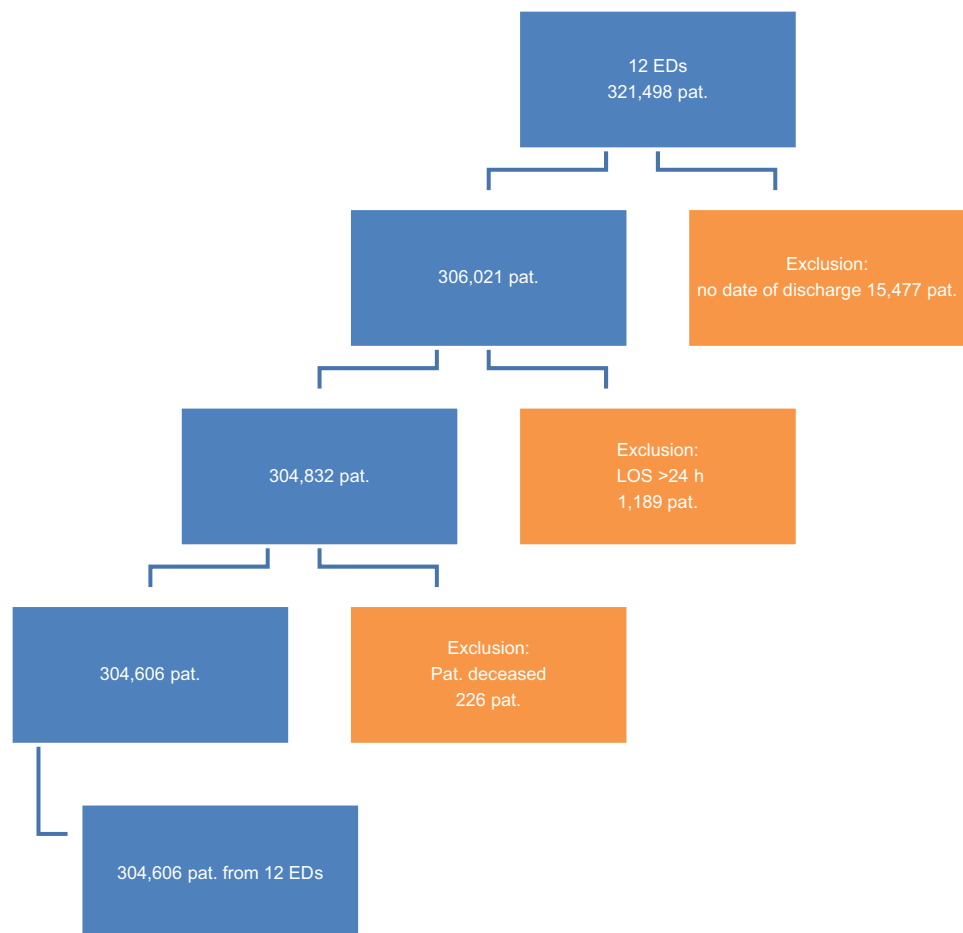 12 EDs
321,498 pat.
306,021 pat.
Exclusion:
no date of discharge 15,477 pat.
304,832 pat.
Exclusion:
LOS >24 h
1,189 pat.
304,606 pat.
Exclusion:
Pat. deceased
226 pat.
304,606 pat. from 12 EDs